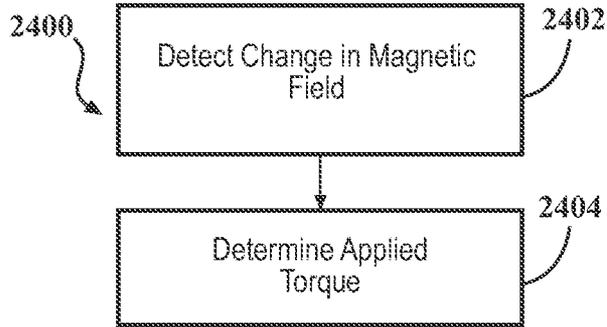 2400
2402
Detect Change in Magnetic
Field
2404
Determine Applied
Torque